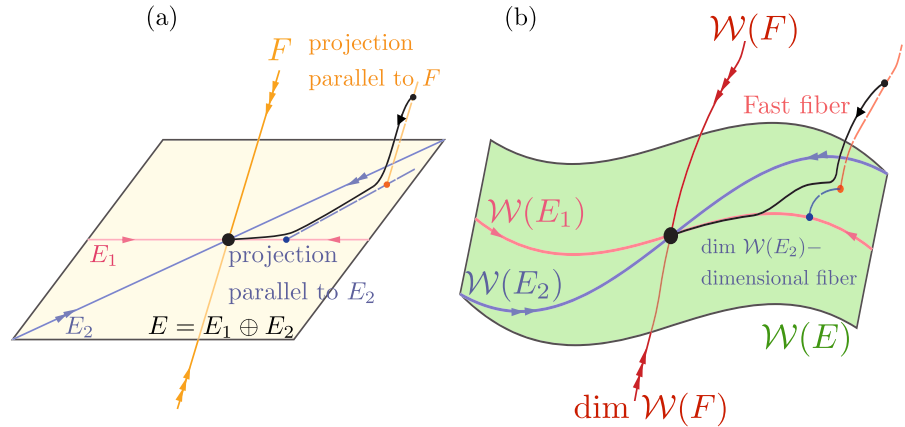 (a)
F
projection
parallel to F
E₁
projection
parallel to E₂
E₂
E = E₁ ⊕ E₂
(b)
𝒲(F)
Fast fiber
𝒲(E₁)
𝒲(E₂)
dim 𝒲(E₂)−
dimensional fiber
𝒲(E)
dim 𝒲(F)